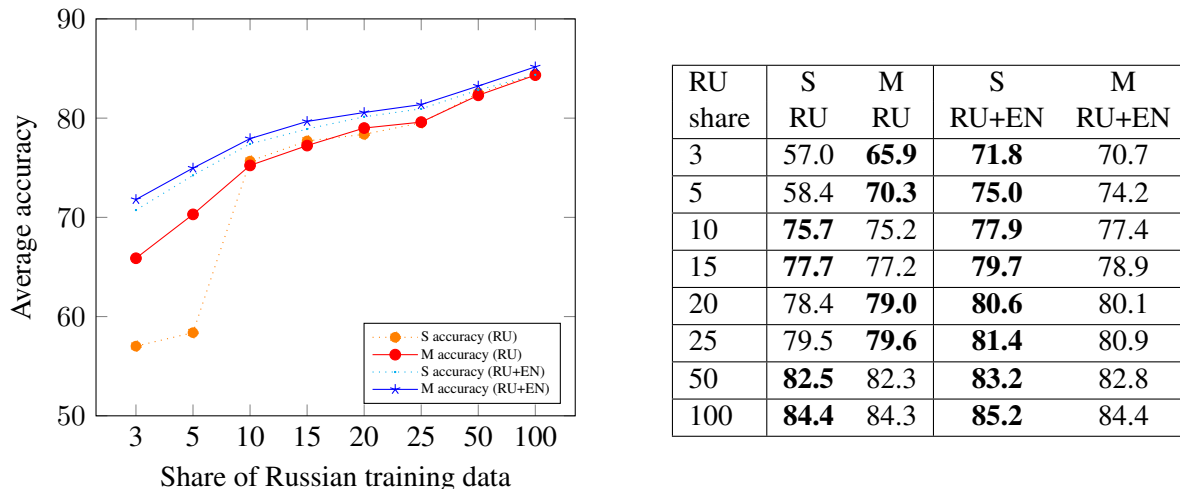 90
80
70
60
50
Average accuracy
3 5 10 15 20 25 50 100
Share of Russian training data
S accuracy (RU)
M accuracy (RU)
S accuracy (RU+EN)
M accuracy (RU+EN)
RU S M S M
share RU RU RU+EN RU+EN
3 57.0 65.9 71.8 70.7
5 58.4 70.3 75.0 74.2
10 75.7 75.2 77.9 77.4
15 77.7 77.2 79.7 78.9
20 78.4 79.0 80.6 80.1
25 79.5 79.6 81.4 80.9
50 82.5 82.3 83.2 82.8
100 84.4 84.3 85.2 84.4